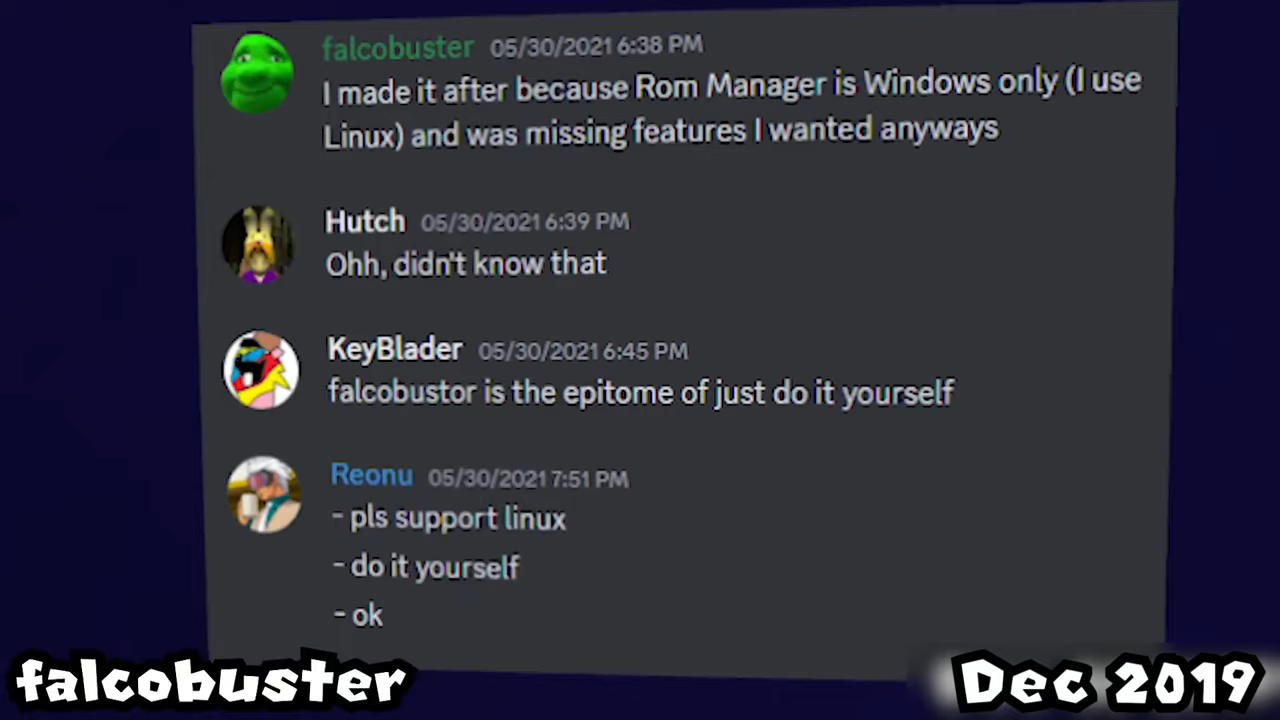 falcobuster 05/30/2021 6:38 PM
I made it after because Rom Manager is Windows only (I use
Linux) and was missing features I wanted anyways
Hutch 05/30/2021 6:39 PM
Ohh, didn't know that
KeyBlader 05/30/2021 6:45 PM
falcobustor is the epitome of just do it yourself
Reonu 05/30/2021 7:51 PM
- pls support linux
- do it yourself
- ok
falcobuster
Dec 2019